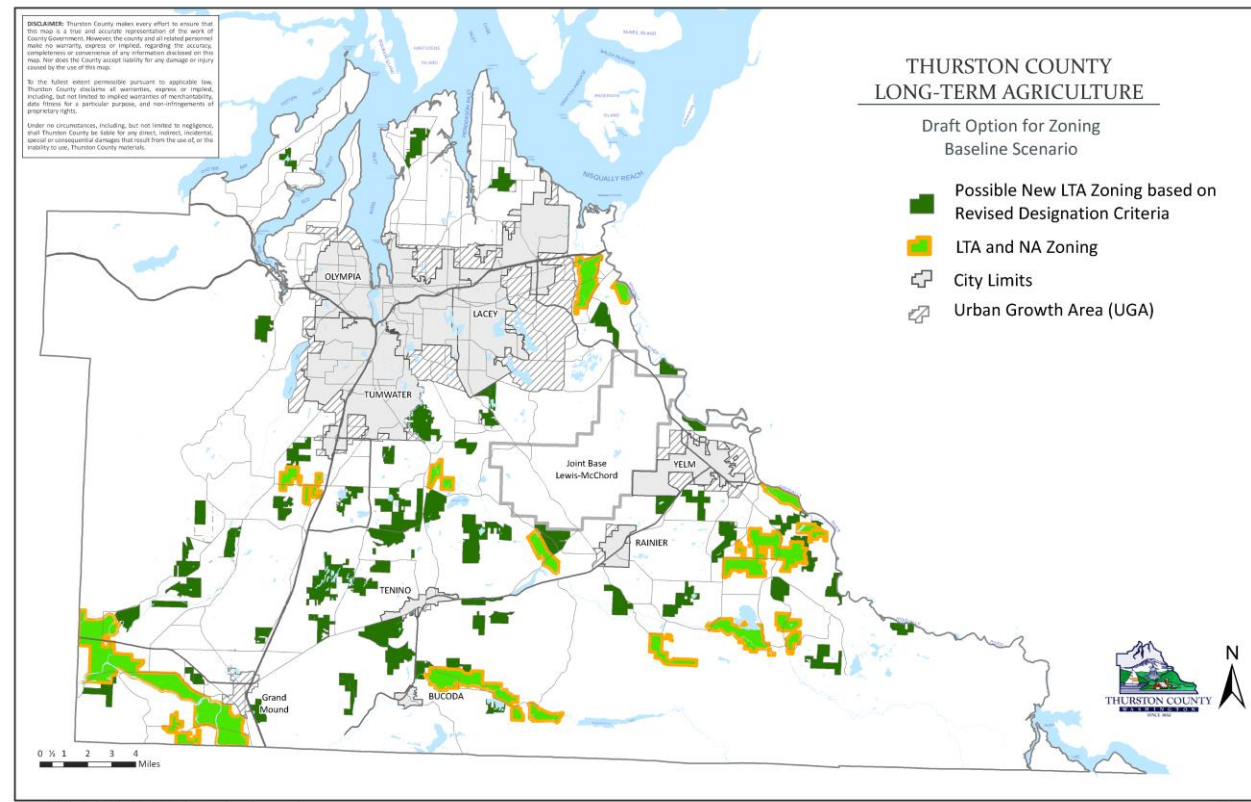 DISCLAIMER: Thurston County makes every effort to ensure that
this map is a true and accurate representation of the work of
County Government. However, the county and all related personnel
make no warranty, express or implied, regarding the accuracy,
completeness or convenience of any information disclosed on this
map. Nor does the County accept liability for any damage or injury
caused by the use of this map.
To the fullest extent permissible pursuant to applicable law,
Thurston County disclaims all warranties, express or implied,
including, but not limited to implied warranties of merchantability,
data fitness for a particular purpose, and non-infringements of
proprietary rights.
Under no circumstances, including, but not limited to negligence,
shall Thurston County be liable for any direct, indirect, incidental,
special or consequential damages that result from the use of, or the
inability to use, Thurston County materials.
THURSTON COUNTY
LONG-TERM AGRICULTURE
Draft Option for Zoning
Baseline Scenario
Possible New LTA Zoning based on
Revised Designation Criteria
LTA and NA Zoning
City Limits
Urban Growth Area (UGA)
HENDERSON INLET
NISQUALLY REACH
OLYMPIA
LACEY
TUMWATER
Joint Base
Lewis-McChord
YELM
RAINIER
TENINO
BUCODA
Grand
Mound
0 ½ 1 2 3 4
Miles
N
THURSTON COUNTY
WASHINGTON
SINCE 1852